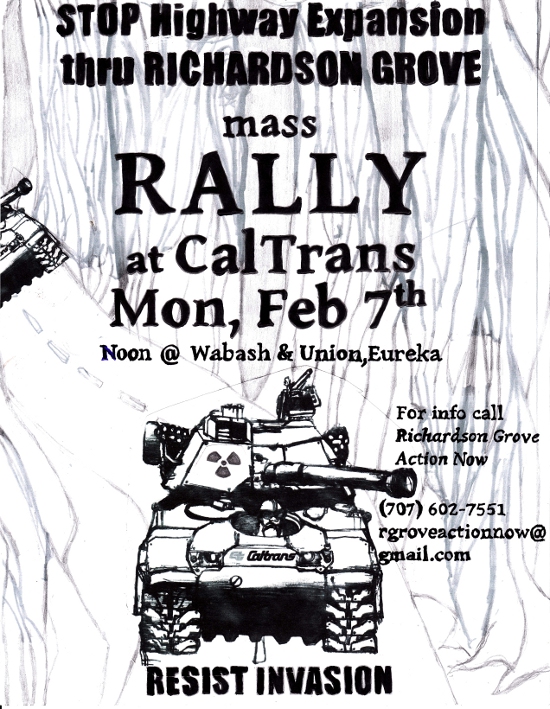 STOP Highway Expansion
thru RICHARDSON GROVE
mass
RALLY
at CalTrans
Mon, Feb 7th
Noon @ Wabash & Union,Eureka
For info call
Richardson Grove
Action Now
(707) 602-7551
rgroveactionnow@
gmail.com
Caltrans
RESIST INVASION